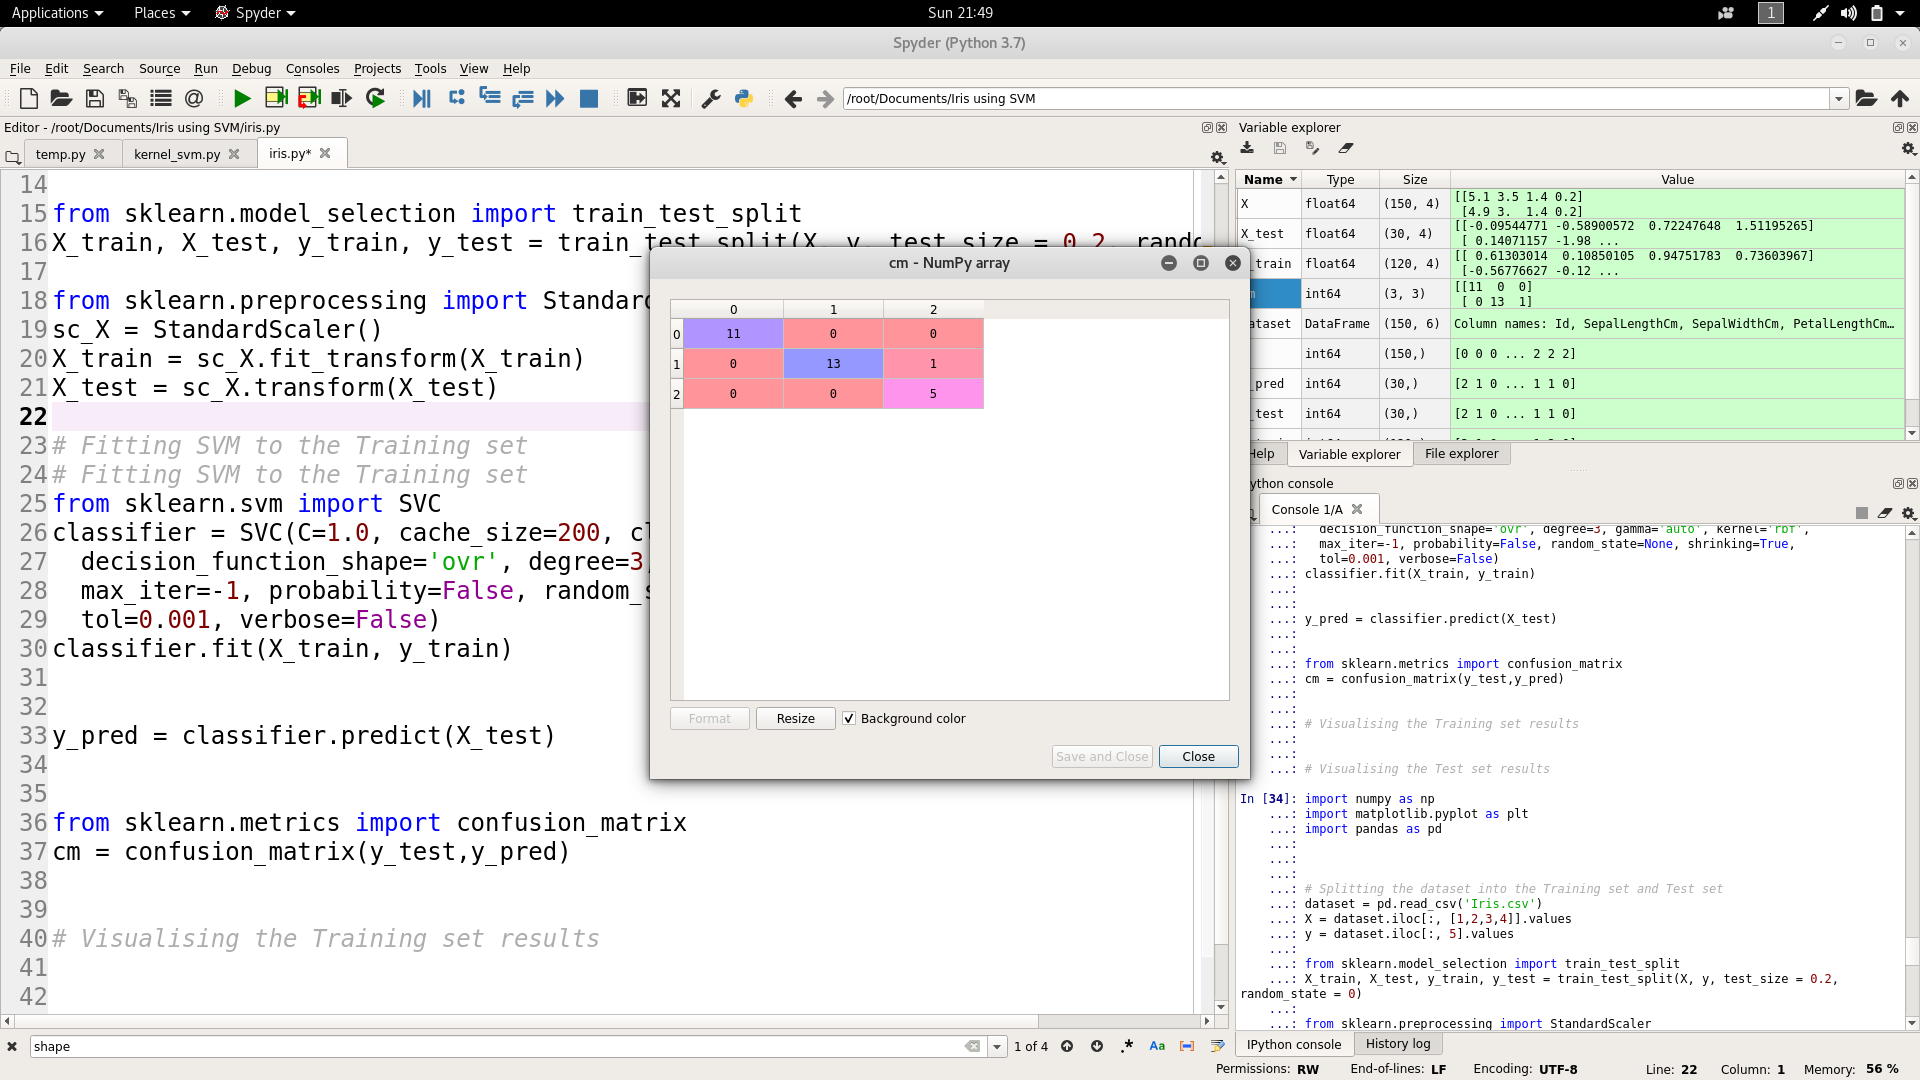 Applications Places Spyder Sun 21:49 1
Spyder (Python 3.7)
File Edit Search Source Run Debug Consoles Projects Tools View Help
/root/Documents/Iris using SVM
Editor - /root/Documents/Iris using SVM/iris.py
temp.py kernel_svm.py iris.py*
14
15 from sklearn.model_selection import train_test_split
16 X_train, X_test, y_train, y_test = train_test_split(X, y, test_size = 0.2,
17
18 from sklearn.preprocessing import Standard
19 sc_X = StandardScaler()
20 X_train = sc_X.fit_transform(X_train)
21 X_test = sc_X.transform(X_test)
22
23 # Fitting SVM to the Training set
24 # Fitting SVM to the Training set
25 from sklearn.svm import SVC
26 classifier = SVC(C=1.0, cache_size=200,
27 decision_function_shape='ovr', degree=3,
28 max_iter=-1, probability=False, random_s
29 tol=0.001, verbose=False)
30 classifier.fit(X_train, y_train)
31
32
33 y_pred = classifier.predict(X_test)
34
35
36 from sklearn.metrics import confusion_matrix
37 cm = confusion_matrix(y_test,y_pred)
38
39
40 # Visualising the Training set results
41
42
shape 1 of 4 .* Aa
cm - NumPy array
0 1 2
0 11 0 0
1 0 13 1
2 0 0 5
Format Resize Background color
Save and Close Close
Variable explorer
Name Type Size Value
X float64 (150, 4) [[5.1 3.5 1.4 0.2]
[4.9 3. 1.4 0.2]
X_test float64 (30, 4) [[-0.09544771 -0.58900572 0.72247648 1.51195265]
[ 0.14071157 -1.98 ...
_train float64 (120, 4) [[ 0.61303014 0.10850105 0.94751783 0.73603967]
[-0.56776627 -0.12 ...
int64 (3, 3) [[11 0 0]
[ 0 13 1]
ataset DataFrame (150, 6) Column names: Id, SepalLengthCm, SepalWidthCm, PetalLengthCm…
int64 (150,) [0 0 0 ... 2 2 2]
_pred int64 (30,) [2 1 0 ... 1 1 0]
_test int64 (30,) [2 1 0 ... 1 1 0]
Help Variable explorer File explorer
ython console
Console 1/A
...: decision_function_shape='ovr', degree=3, gamma='auto', kernel='rbf',
...: max_iter=-1, probability=False, random_state=None, shrinking=True,
...: tol=0.001, verbose=False)
...: classifier.fit(X_train, y_train)
...:
...:
...: y_pred = classifier.predict(X_test)
...:
...:
...: from sklearn.metrics import confusion_matrix
...: cm = confusion_matrix(y_test,y_pred)
...:
...:
...: # Visualising the Training set results
...:
...:
...: # Visualising the Test set results
In [34]: import numpy as np
...: import matplotlib.pyplot as plt
...: import pandas as pd
...:
...:
...:
...: # Splitting the dataset into the Training set and Test set
...: dataset = pd.read_csv('Iris.csv')
...: X = dataset.iloc[:, [1,2,3,4]].values
...: y = dataset.iloc[:, 5].values
...:
...: from sklearn.model_selection import train_test_split
...: X_train, X_test, y_train, y_test = train_test_split(X, y, test_size = 0.2,
random_state = 0)
...:
...: from sklearn.preprocessing import StandardScaler
IPython console History log
Permissions: RW End-of-lines: LF Encoding: UTF-8 Line: 22 Column: 1 Memory: 56 %